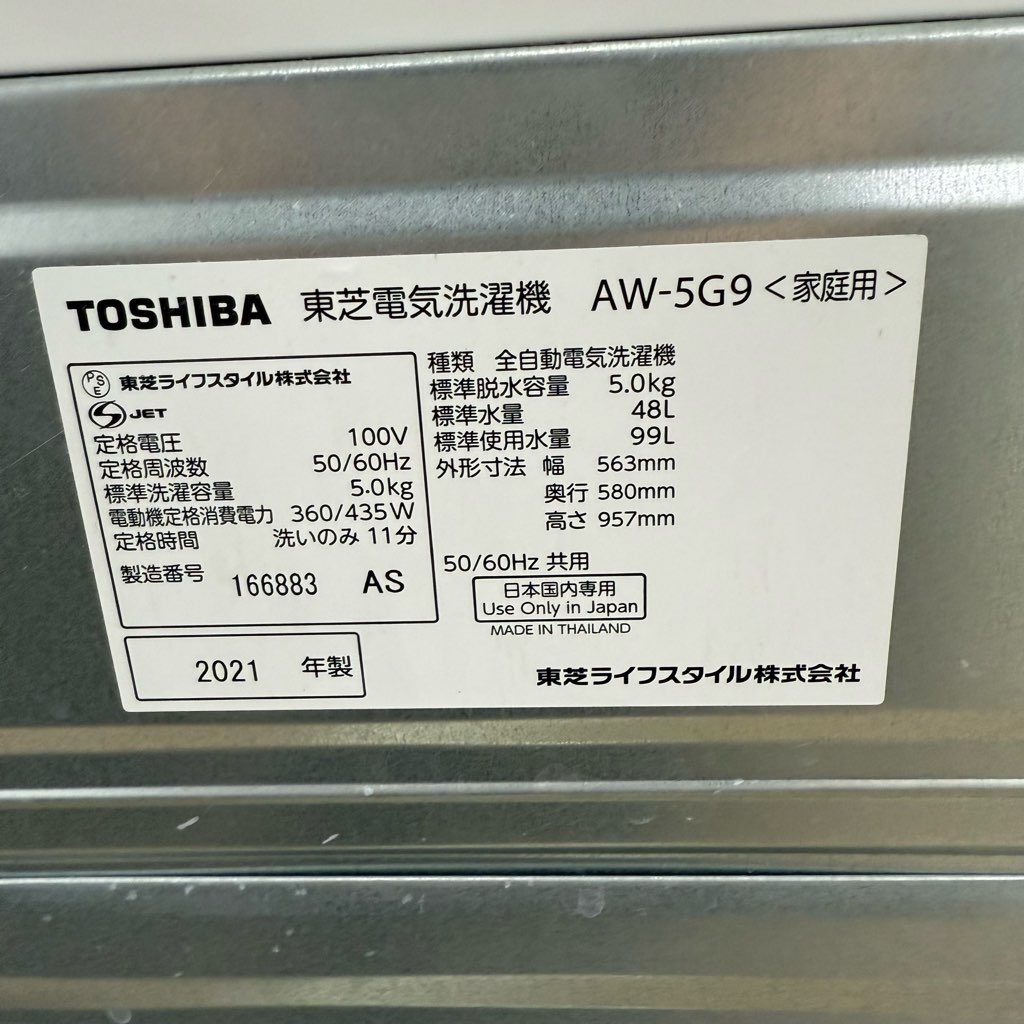 TOSHIBA 東芝電気洗濯機 AW-5G9<家庭用>
PSE 東芝ライフスタイル株式会社
S JET
定格電圧 100V
定格周波数 50/60Hz
標準洗濯容量 5.0kg
電動機定格消費電力 360/435W
定格時間 洗いのみ 11分
製造番号 166883 AS
2021 年製
種類 全自動電気洗濯機
標準脱水容量 5.0kg
標準水量 48L
標準使用水量 99L
外形寸法 幅 563mm
奥行 580mm
高さ 957mm
50/60Hz 共用
日本国内専用
Use Only in Japan
MADE IN THAILAND
東芝ライフスタイル株式会社